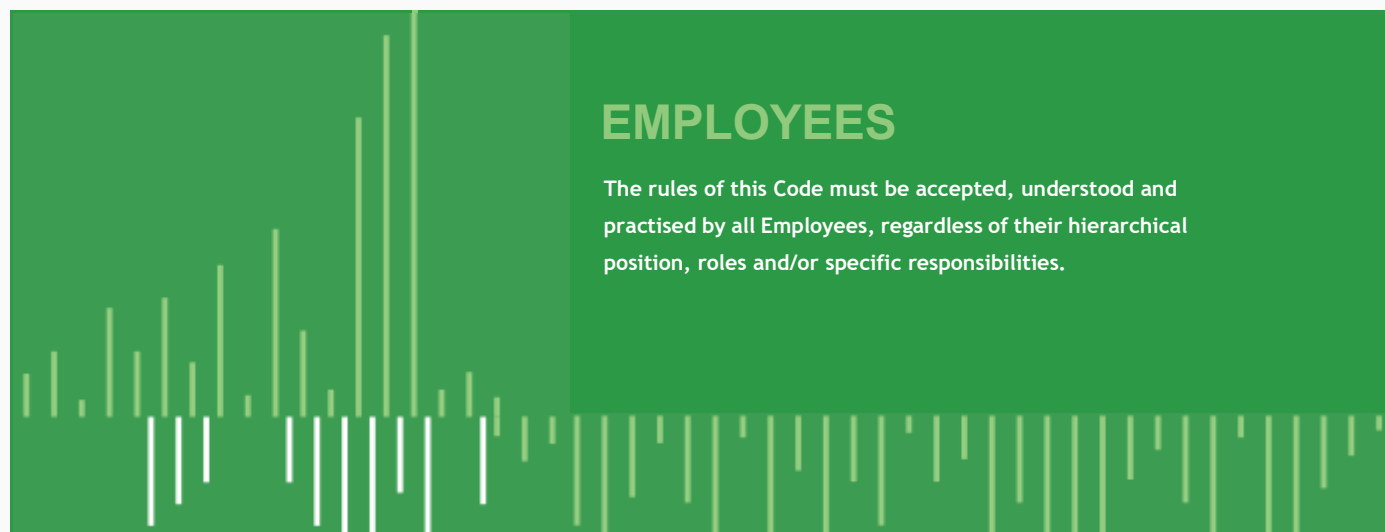 EMPLOYEES
The rules of this Code must be accepted, understood and
practised by all Employees, regardless of their hierarchical
position, roles and/or specific responsibilities.